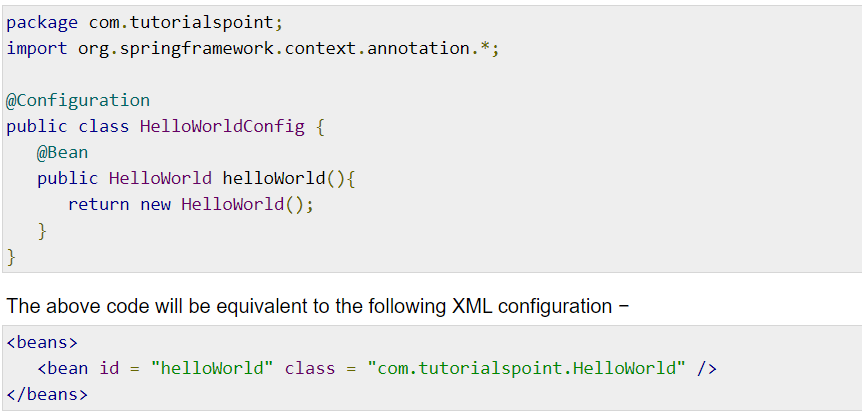 package com.tutorialspoint;
import org.springframework.context.annotation.*;
@Configuration
public class HelloWorldConfig {
@Bean
public HelloWorld helloWorld(){
return new HelloWorld();
}
}
The above code will be equivalent to the following XML configuration −
<beans>
<bean id = "helloWorld" class = "com.tutorialspoint.HelloWorld" />
</beans>